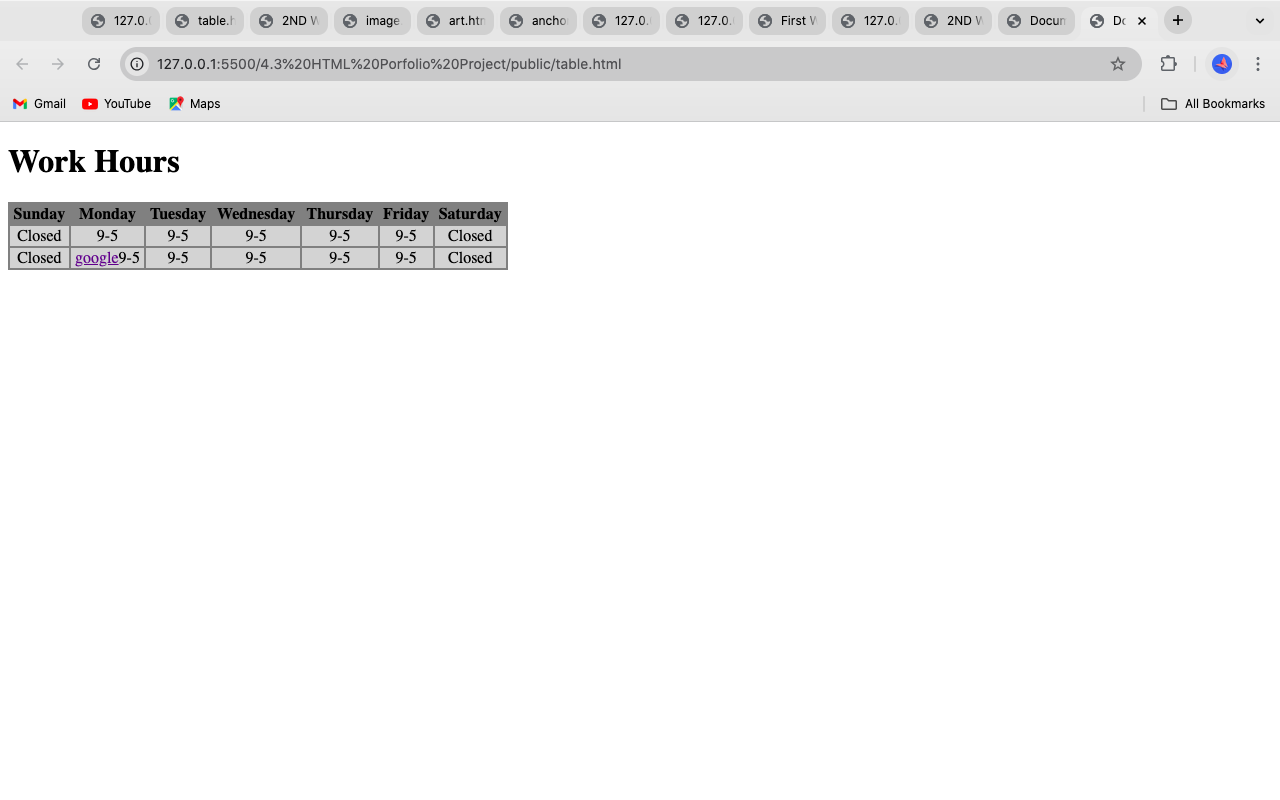 127.0.
table.h
2ND W
image
art.htm
ancho
127.0.
127.0.
First W
127.0.
2ND W
Docum
Do
127.0.0.1:5500/4.3%20HTML%20Porfolio%20Project/public/table.html
Gmail YouTube Maps All Bookmarks
Work Hours
Sunday Monday Tuesday Wednesday Thursday Friday Saturday
Closed 9-5 9-5 9-5 9-5 9-5 Closed
Closed google9-5 9-5 9-5 9-5 9-5 Closed